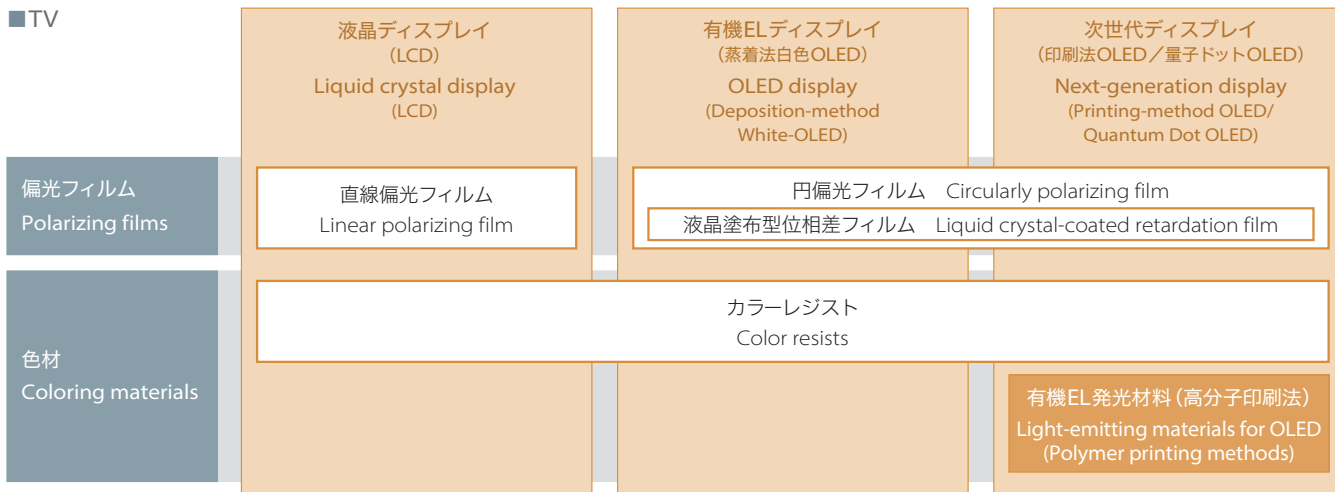 ■TV
液晶ディスプレイ
(LCD)
Liquid crystal display
(LCD)
有機ELディスプレイ
(蒸着法白色OLED)
OLED display
(Deposition-method
White-OLED)
次世代ディスプレイ
(印刷法OLED/量子ドットOLED)
Next-generation display
(Printing-method OLED/
Quantum Dot OLED)
偏光フィルム
Polarizing films
直線偏光フィルム
Linear polarizing film
円偏光フィルム Circularly polarizing film
液晶塗布型位相差フィルム Liquid crystal-coated retardation film
色材
Coloring materials
カラーレジスト
Color resists
有機EL発光材料(高分子印刷法)
Light-emitting materials for OLED
(Polymer printing methods)